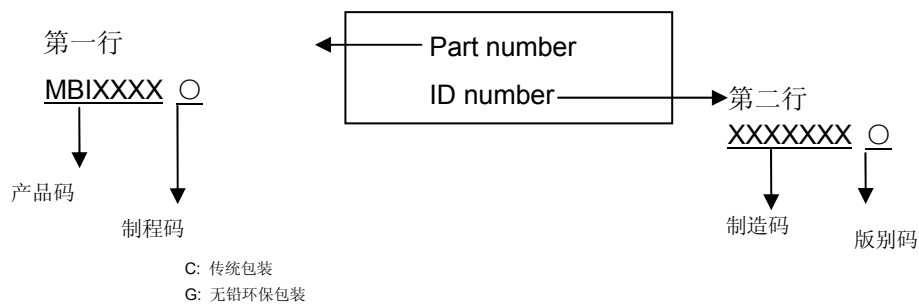 第一行
MBIXXXX ○
产品码
制程码
C: 传统包装
G: 无铅环保包装
Part number
ID number
第二行
XXXXXXX ○
制造码
版别码